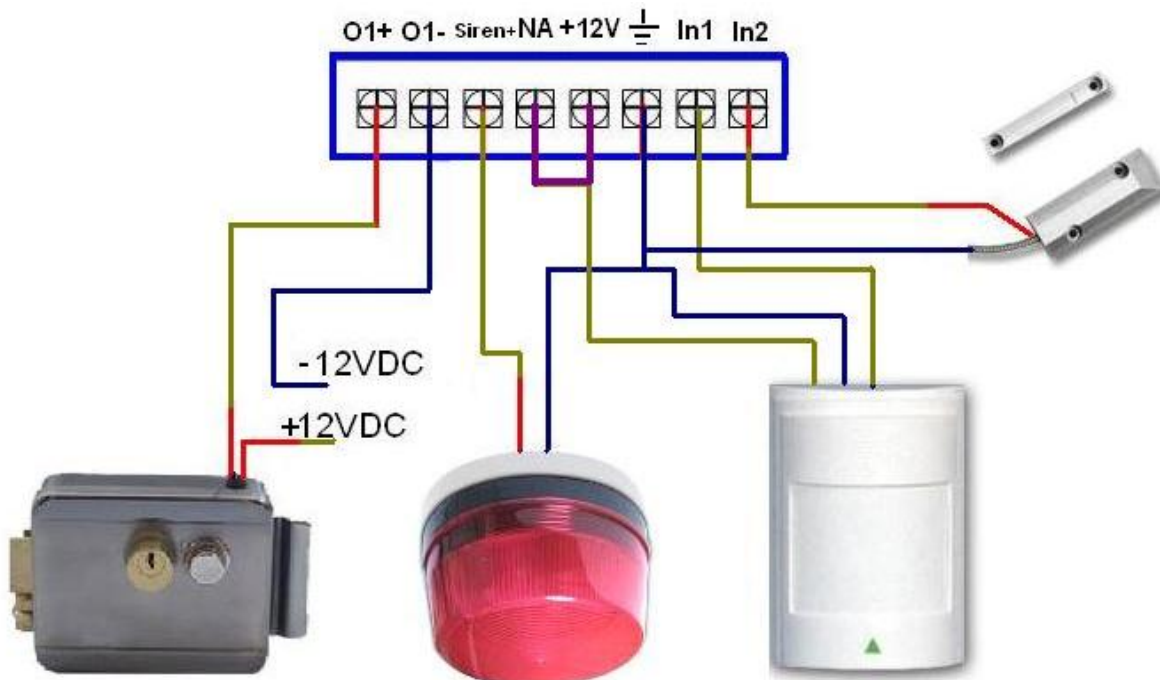 O1+ O1- Siren+ NA +12V ⏚ In1 In2
-12VDC
+12VDC